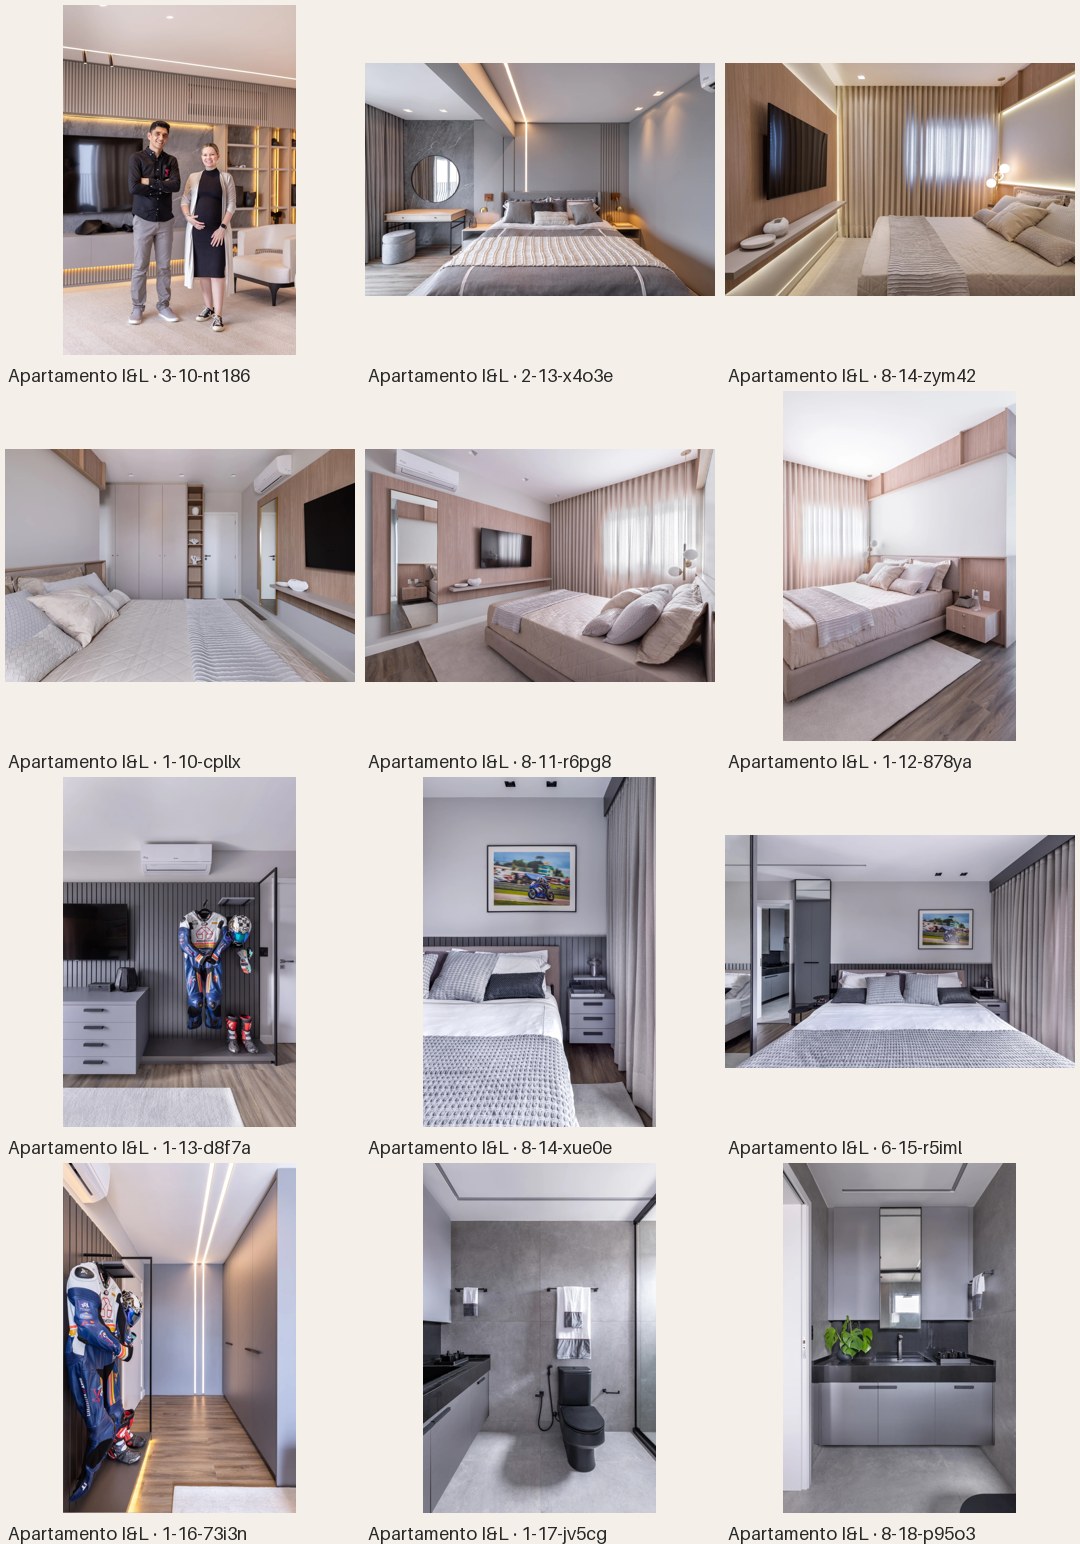 Apartamento I&L · 3-10-nt186
Apartamento I&L · 2-13-x4o3e
Apartamento I&L · 8-14-zym42
Apartamento I&L · 1-10-cpllx
Apartamento I&L · 8-11-r6pg8
Apartamento I&L · 1-12-878ya
Apartamento I&L · 1-13-d8f7a
Apartamento I&L · 8-14-xue0e
Apartamento I&L · 6-15-r5iml
Apartamento I&L · 1-16-73i3n
Apartamento I&L · 1-17-jv5cg
Apartamento I&L · 8-18-p95o3